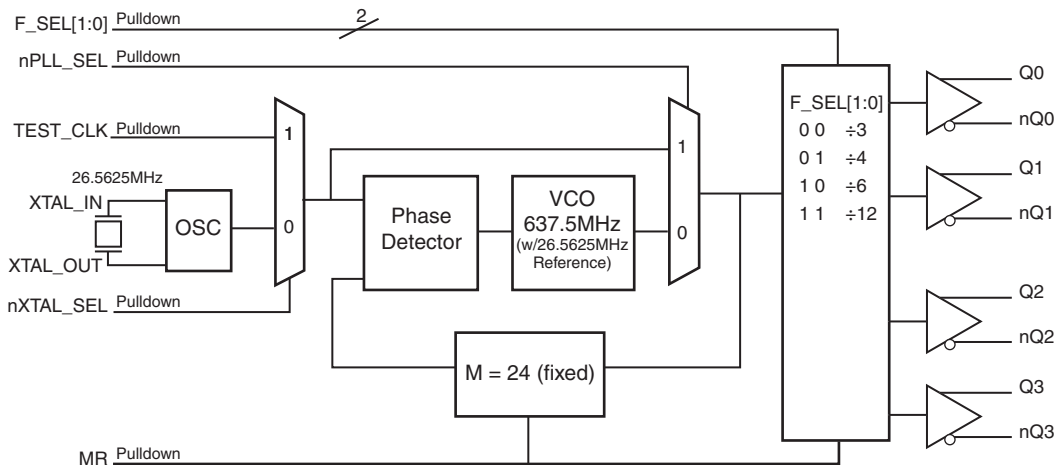 F_SEL[1:0] Pulldown
2
nPLL_SEL Pulldown
TEST_CLK Pulldown
26.5625MHz
XTAL_IN
OSC
XTAL_OUT
nXTAL_SEL Pulldown
1
0
Phase
Detector
VCO
637.5MHz
(w/26.5625MHz
Reference)
1
0
M = 24 (fixed)
MR Pulldown
F_SEL[1:0]
0 0 ÷3
0 1 ÷4
1 0 ÷6
1 1 ÷12
Q0
nQ0
Q1
nQ1
Q2
nQ2
Q3
nQ3